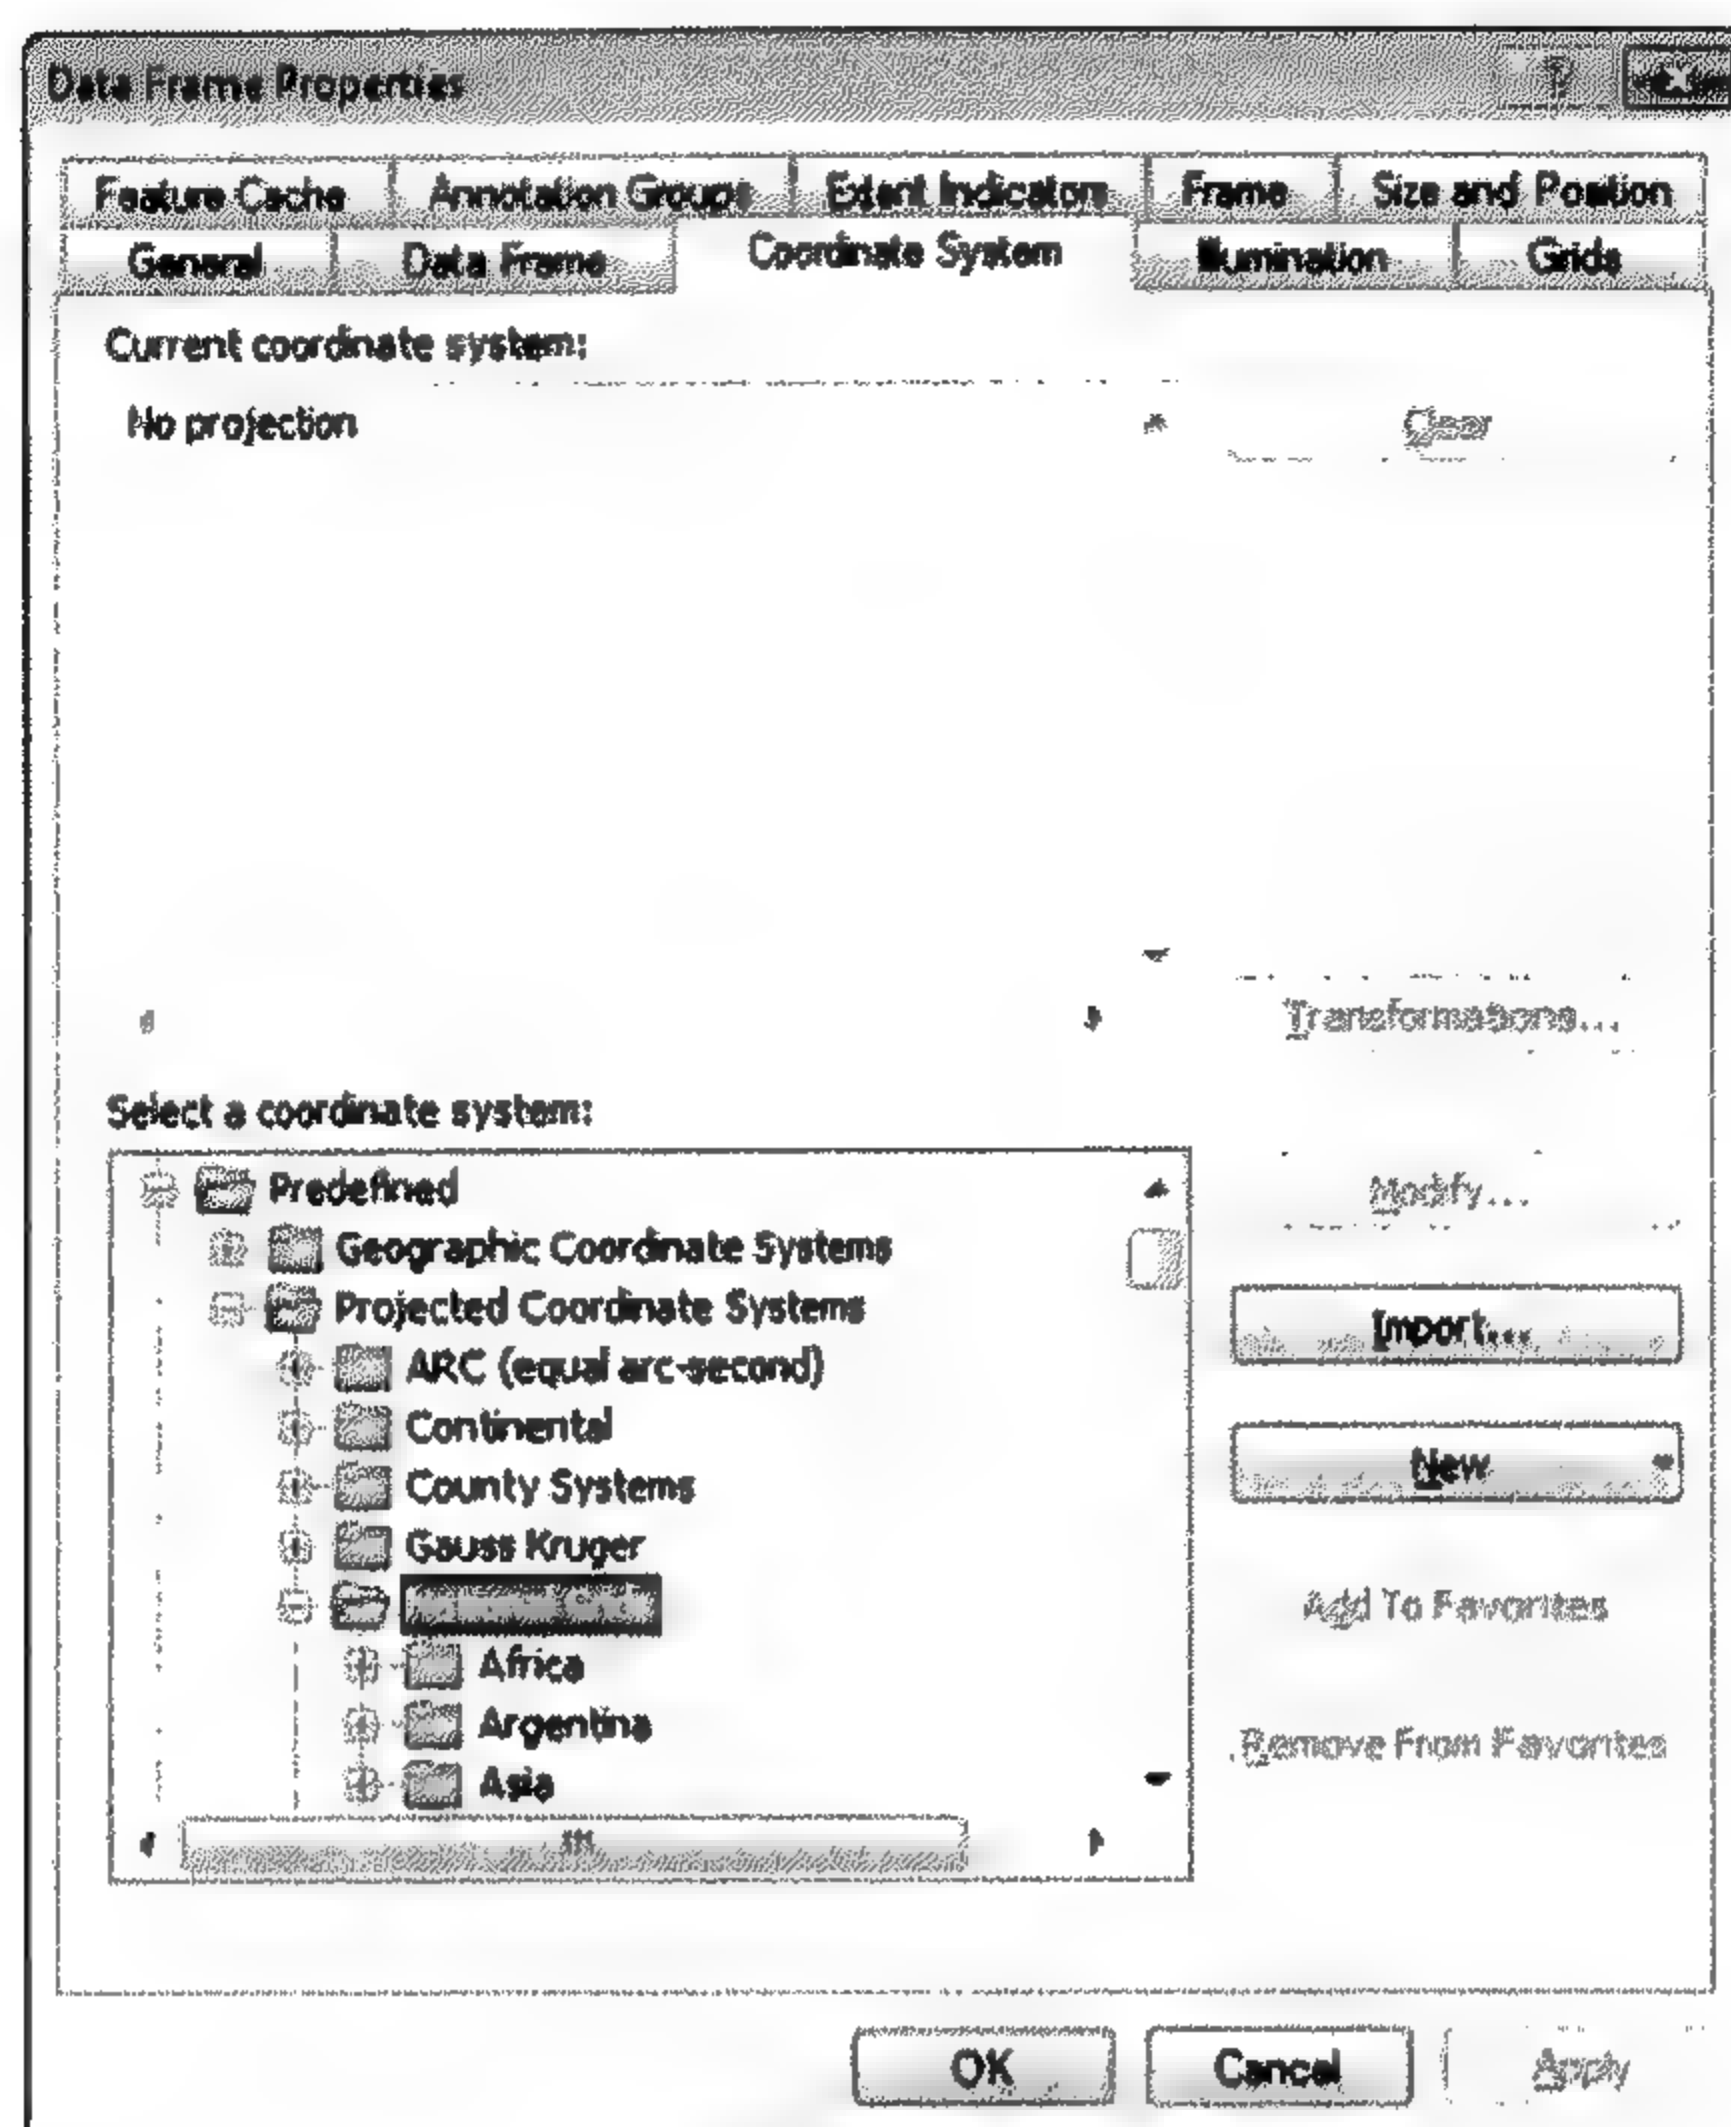 Data Frame Properties
Feature Cache Annotation Groups Extent Indicators Frame Size and Position
General Data Frame Coordinate System Illumination Grids
Current coordinate system:
No projection
Clear
Transformations...
Select a coordinate system:
Predefined
Modify...
Geographic Coordinate Systems
Projected Coordinate Systems
Import...
ARC (equal arc-second)
Continental
New
County Systems
Gauss Kruger
Add To Favorites
Africa
Argentina
Remove From Favorites
Asia
OK Cancel Apply